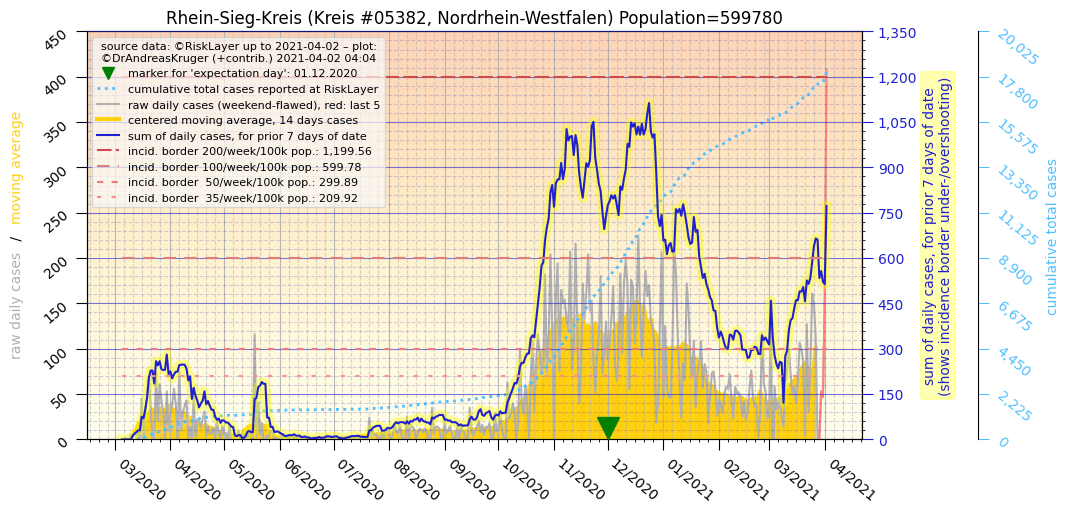 Rhein-Sieg-Kreis (Kreis #05382, Nordrhein-Westfalen) Population=599780
source data: ©RiskLayer up to 2021-04-02 – plot:
©DrAndreasKruger (+contrib.) 2021-04-02 04:04
marker for 'expectation day': 01.12.2020
cumulative total cases reported at RiskLayer
raw daily cases (weekend-flawed), red: last 5
centered moving average, 14 days cases
sum of daily cases, for prior 7 days of date
incid. border 200/week/100k pop.: 1,199.56
incid. border 100/week/100k pop.: 599.78
incid. border  50/week/100k pop.: 299.89
incid. border  35/week/100k pop.: 209.92
raw daily cases / moving average
450
400
350
300
250
200
150
100
50
0
03/2020
04/2020
05/2020
06/2020
07/2020
08/2020
09/2020
10/2020
11/2020
12/2020
01/2021
02/2021
03/2021
04/2021
1,350
1,200
1,050
900
750
600
450
300
150
0
sum of daily cases, for prior 7 days of date
(shows incidence border under-/overshooting)
20,025
17,800
15,575
13,350
11,125
8,900
6,675
4,450
2,225
0
cumulative total cases